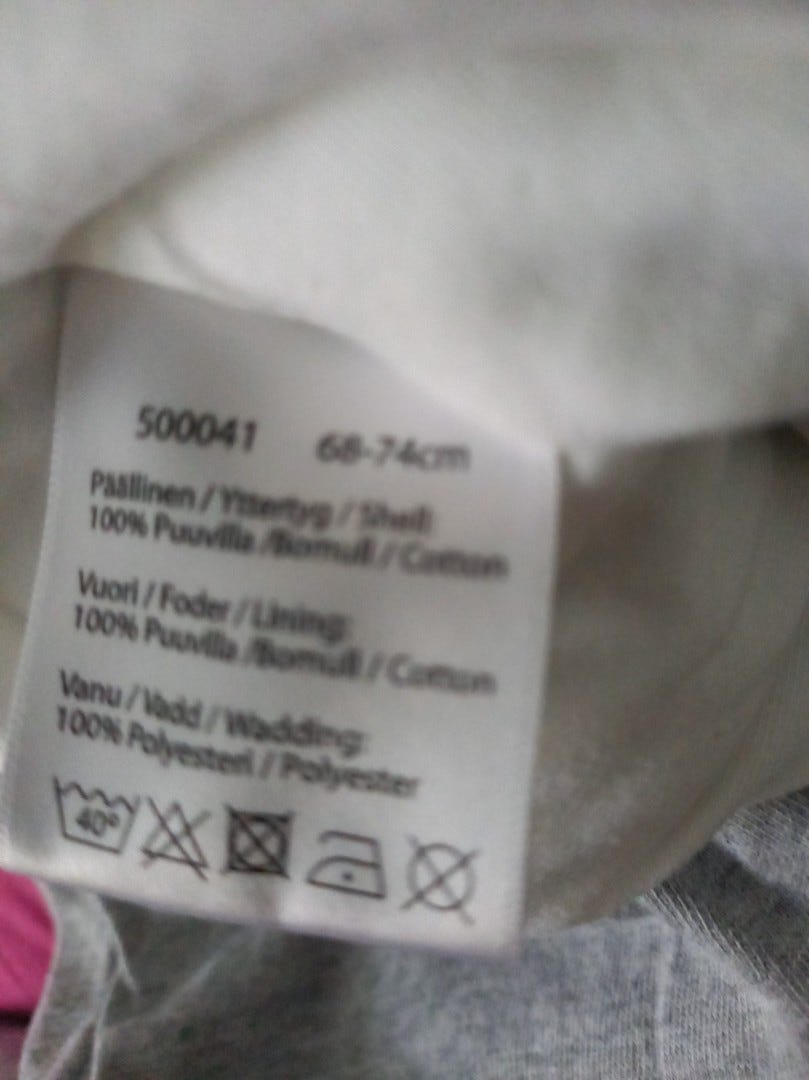 500041 68-74cm
Päällinen / Yttertyg / Shell:
100% Puuvilla /Bomull / Cotton
Vuori / Foder / Lining:
100% Puuvilla /Bomull / Cotton
Vanu / Vadd / Wadding:
100% Polyesteri / Polyester
40°